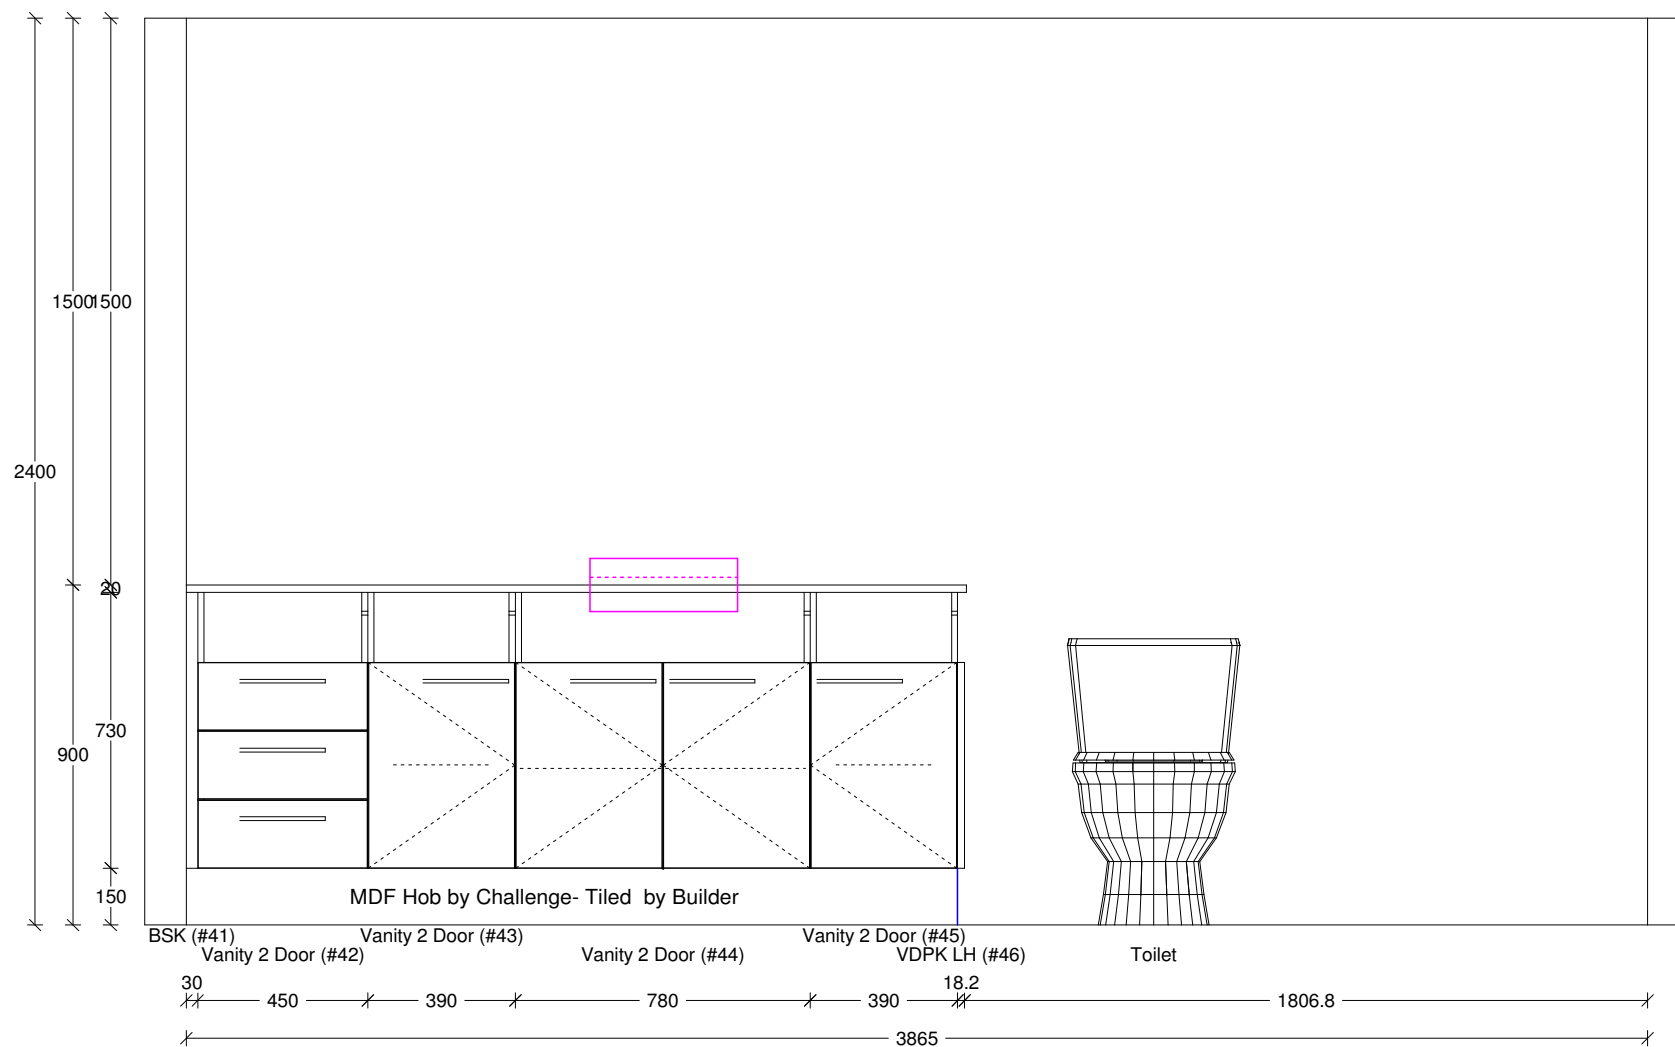 1500
1500
2400
20
730
900
150
MDF Hob by Challenge- Tiled  by Builder
BSK (#41)
Vanity 2 Door (#43)
Vanity 2 Door (#45)
Vanity 2 Door (#42)
Vanity 2 Door (#44)
VDPK LH (#46)
Toilet
30
18.2
450
390
780
390
1806.8
3865